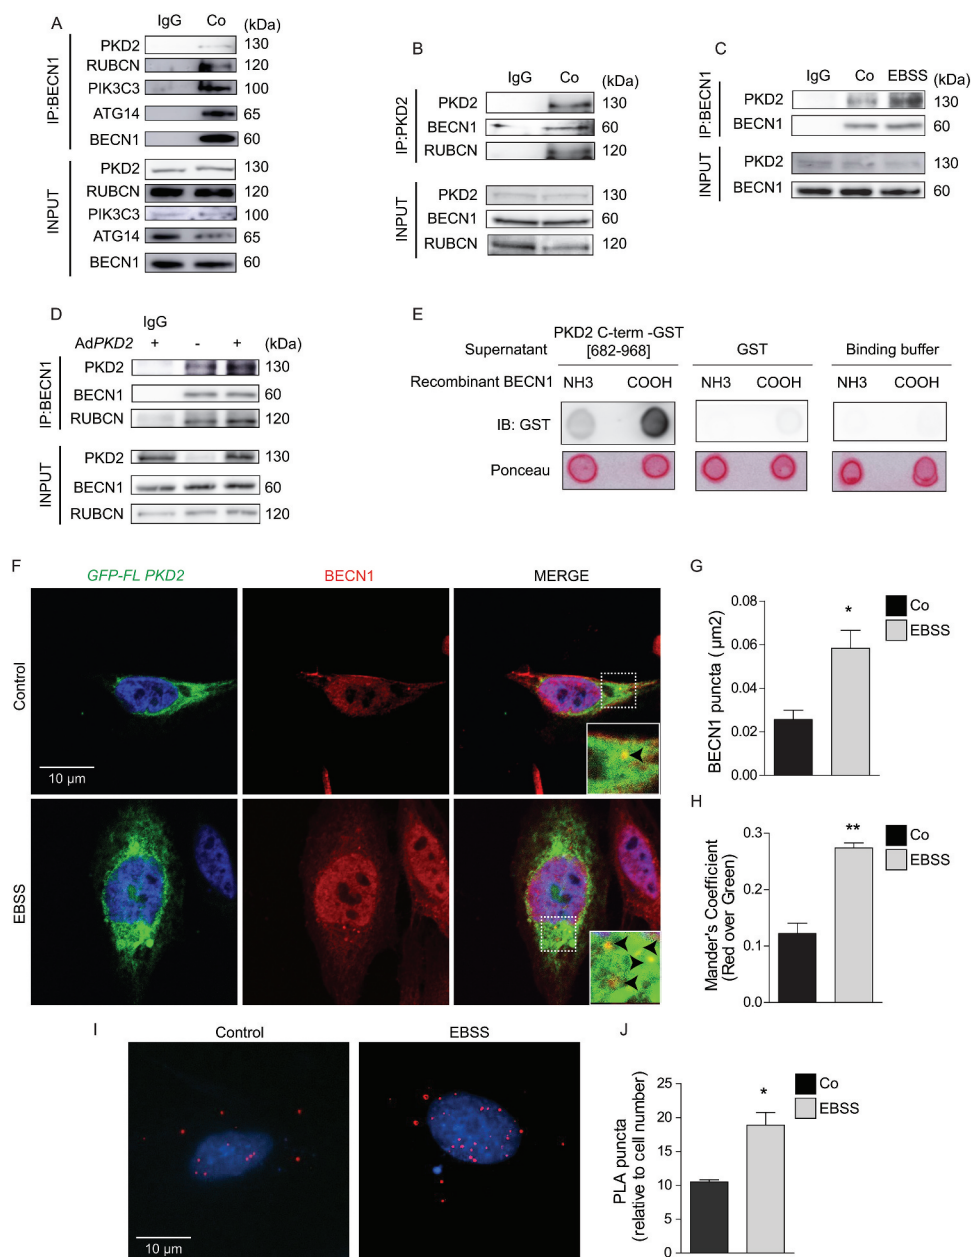 A
IgG Co (kDa)
IP:BECN1
PKD2 130
RUBCN 120
PIK3C3 100
ATG14 65
BECN1 60
INPUT
PKD2 130
RUBCN 120
PIK3C3 100
ATG14 65
BECN1 60
B
IgG Co (kDa)
IP:PKD2
PKD2 130
BECN1 60
RUBCN 120
INPUT
PKD2 130
BECN1 60
RUBCN 120
C
IgG Co EBSS (kDa)
IP:BECN1
PKD2 130
BECN1 60
INPUT
PKD2 130
BECN1 60
D
IgG
AdPKD2 + - + (kDa)
IP:BECN1
PKD2 130
BECN1 60
RUBCN 120
INPUT
PKD2 130
BECN1 60
RUBCN 120
E
PKD2 C-term -GST
Supernatant [682-968] GST Binding buffer
Recombinant BECN1 NH3 COOH NH3 COOH NH3 COOH
IB: GST
Ponceau
F
GFP-FL PKD2 BECN1 MERGE
Control
10 µm
EBSS
G
BECN1 puncta ( µm2)
0.08
0.06
0.04
0.02
0.00
*
Co
EBSS
H
Mander's Coefficient
(Red over Green)
0.3
0.2
0.1
0.0
**
Co
EBSS
I
Control EBSS
10 µm
J
PLA puncta
(relative to cell number)
25
20
15
10
5
0
*
Co
EBSS